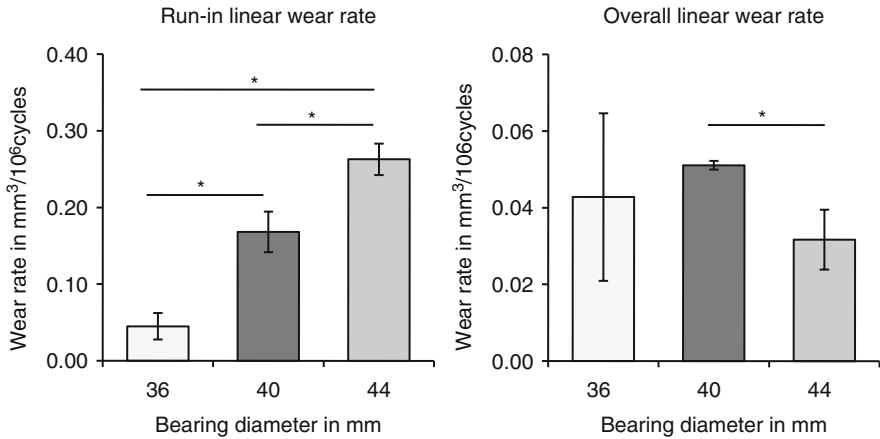 Run-in linear wear rate
Wear rate in mm³/10⁶cycles
0.40
0.30
0.20
0.10
0.00
*
*
*
36 40 44
Bearing diameter in mm
Overall linear wear rate
Wear rate in mm³/106cycles
0.08
0.06
0.04
0.02
0.00
*
36 40 44
Bearing diameter in mm